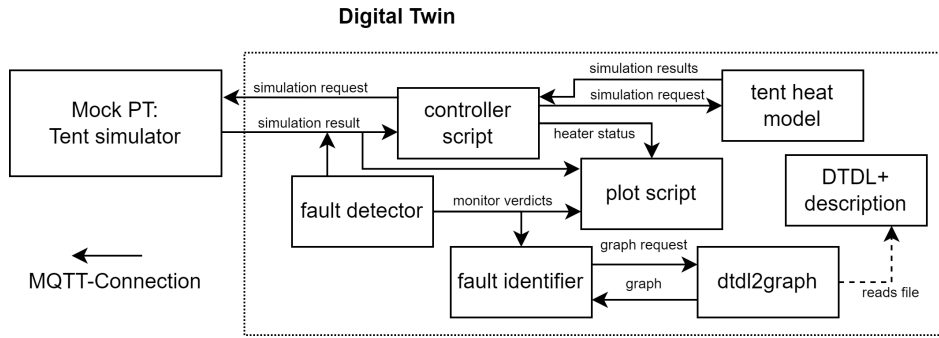 Digital Twin
simulation results
simulation request
simulation request
Mock PT:
Tent simulator
controller
script
tent heat
model
simulation result
heater status
DTDL+
description
plot script
fault detector
monitor verdicts
graph request
MQTT-Connection
fault identifier
graph
dtdl2graph
reads file